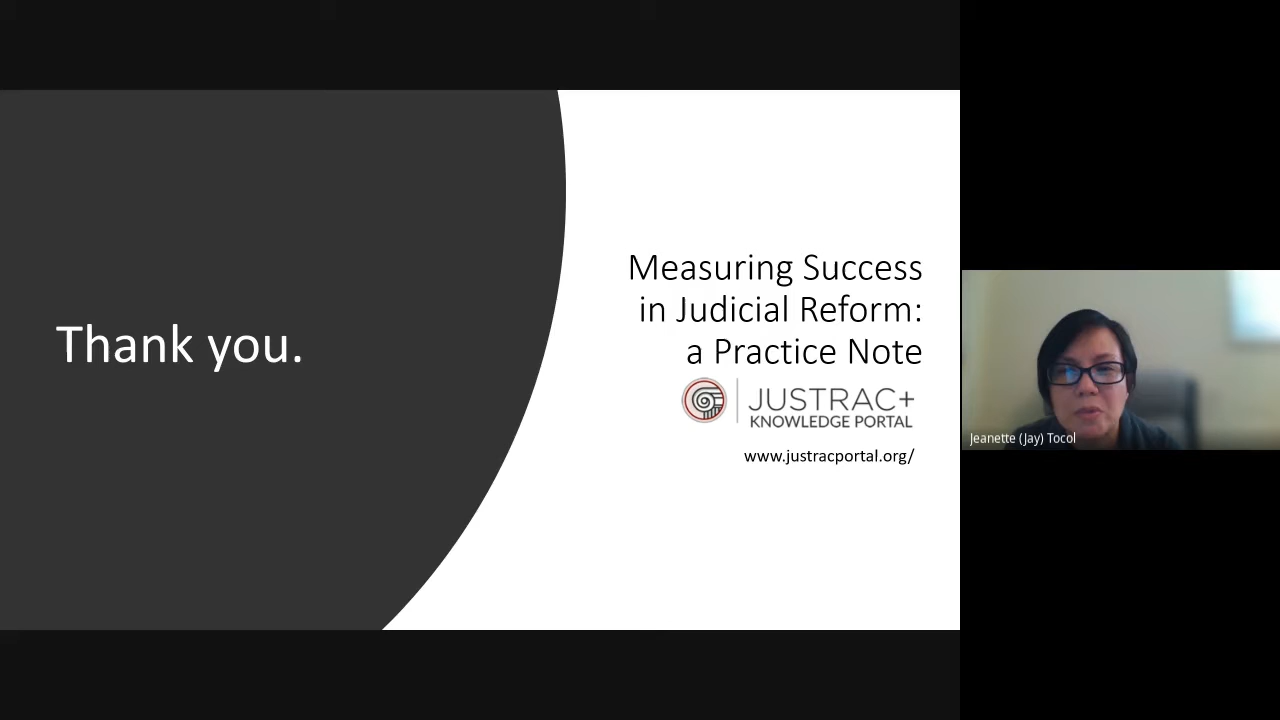 Thank you.
Measuring Success
in Judicial Reform:
a Practice Note
JUSTRAC+
KNOWLEDGE PORTAL
www.justracportal.org/
Jeanette (Jay) Tocol